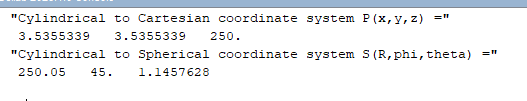 "Cylindrical to Cartesian coordinate system P(x,y,z) ="
3.5355339 3.5355339 250.
"Cylindrical to Spherical coordinate system S(R,phi,theta) ="
250.05 45. 1.1457628